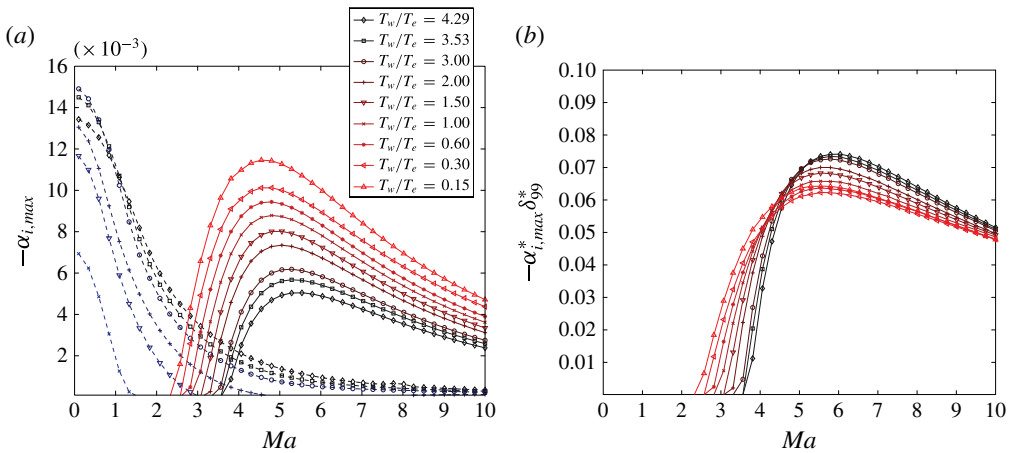 (a)
(× 10⁻³)
−α_{i,max}
16
14
12
10
8
6
4
2
0 1 2 3 4 5 6 7 8 9 10
Ma
T_w/T_e = 4.29
T_w/T_e = 3.53
T_w/T_e = 3.00
T_w/T_e = 2.00
T_w/T_e = 1.50
T_w/T_e = 1.00
T_w/T_e = 0.60
T_w/T_e = 0.30
T_w/T_e = 0.15
(b)
−α*_{i,max}δ*_{99}
0.10
0.09
0.08
0.07
0.06
0.05
0.04
0.03
0.02
0.01
0 1 2 3 4 5 6 7 8 9 10
Ma